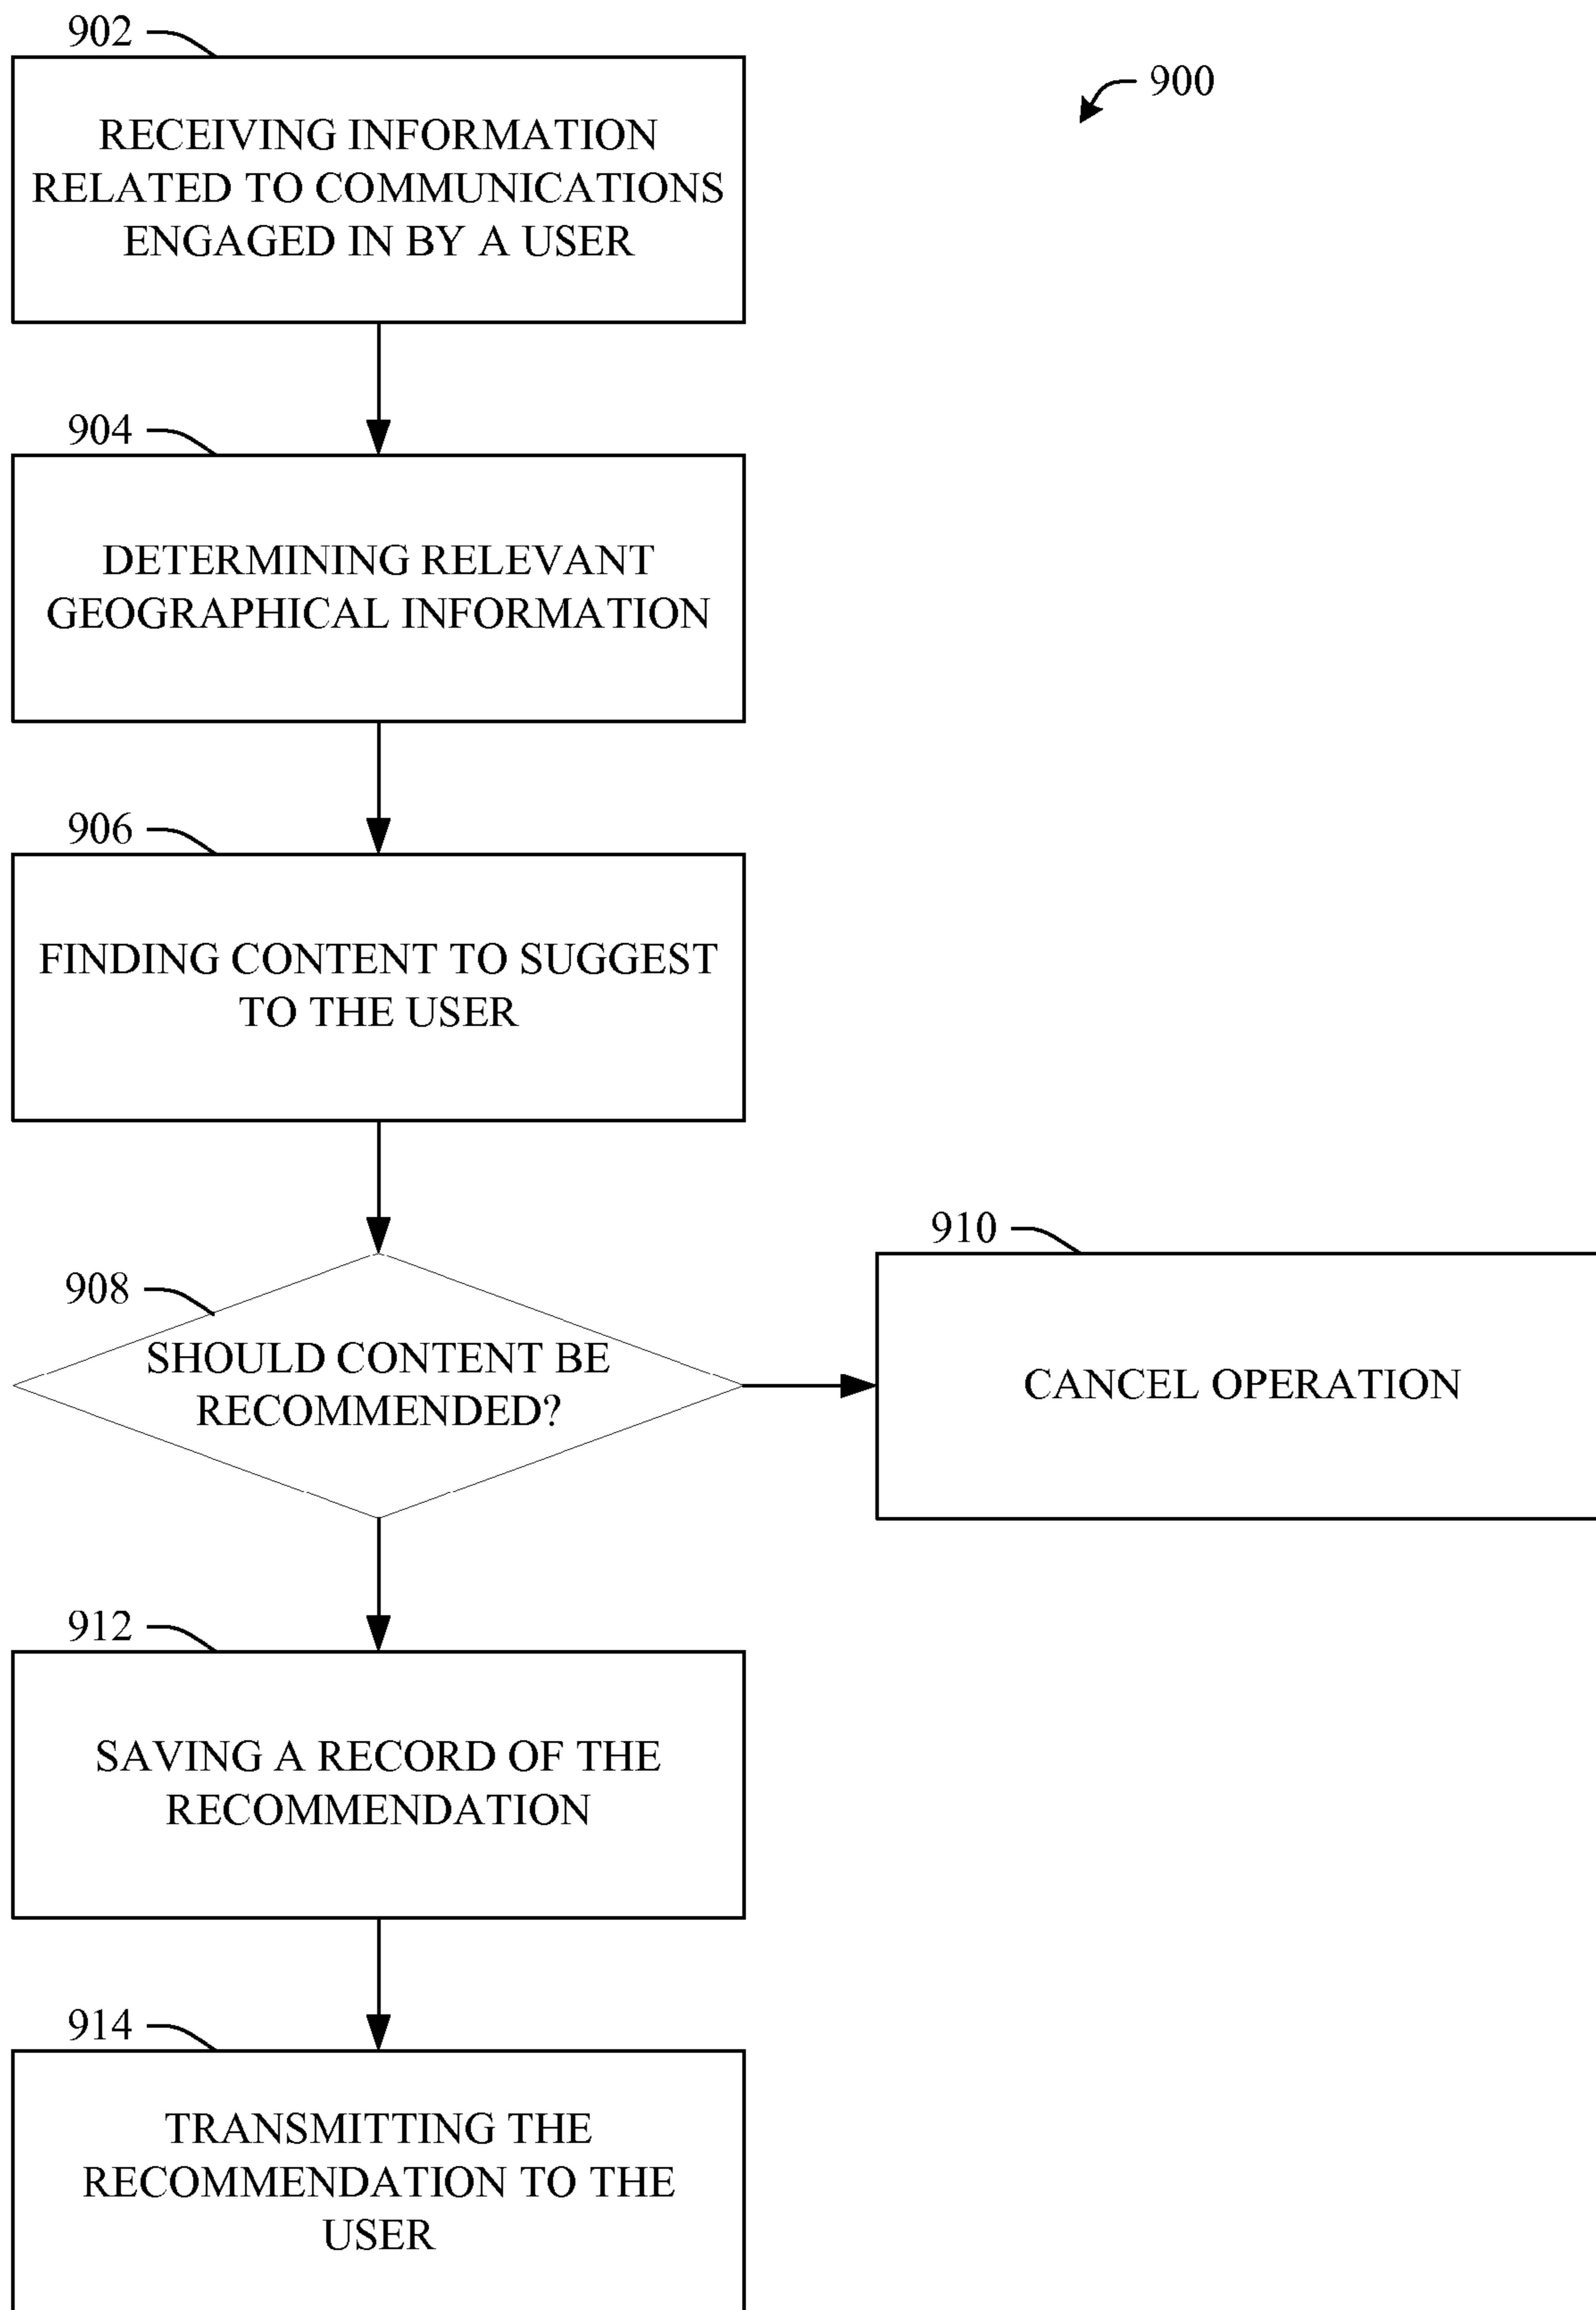 902
900
RECEIVING INFORMATION
RELATED TO COMMUNICATIONS
ENGAGED IN BY A USER
904
DETERMINING RELEVANT
GEOGRAPHICAL INFORMATION
906
FINDING CONTENT TO SUGGEST
TO THE USER
908
SHOULD CONTENT BE
RECOMMENDED?
910
CANCEL OPERATION
912
SAVING A RECORD OF THE
RECOMMENDATION
914
TRANSMITTING THE
RECOMMENDATION TO THE
USER